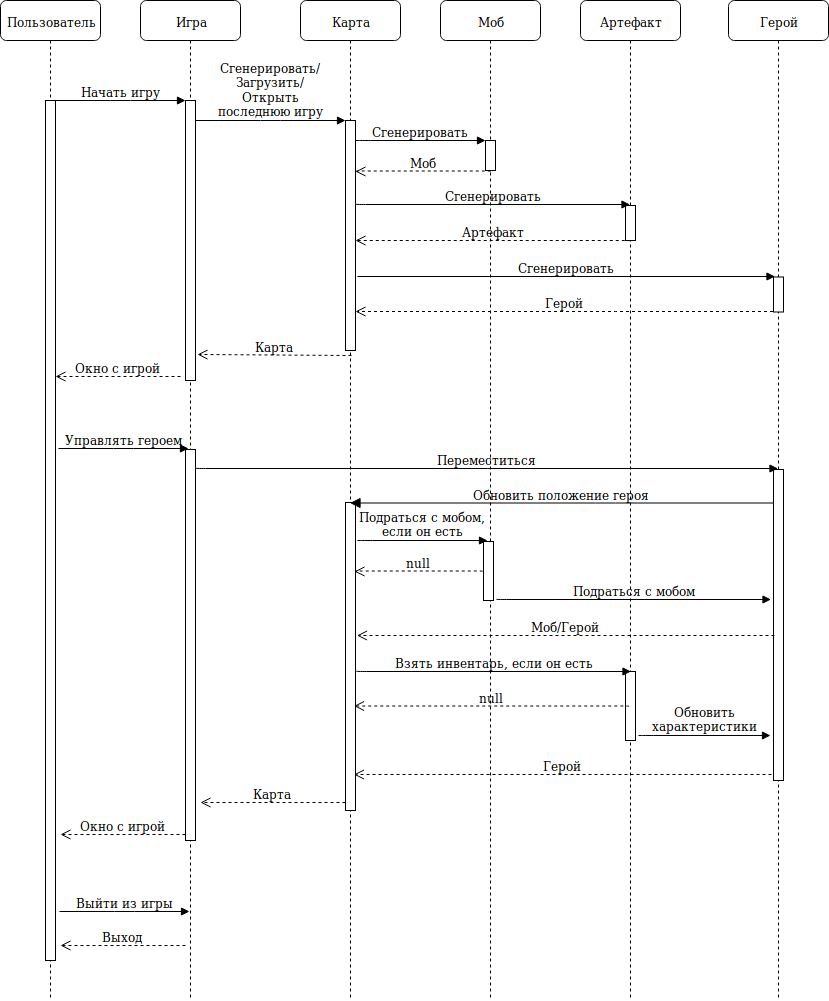 Пользователь
Игра
Карта
Моб
Артефакт
Герой
Сгенерировать/
Загрузить/
Открыть
последнюю игру
Начать игру
Сгенерировать
Моб
Сгенерировать
Артефакт
Сгенерировать
Герой
Карта
Окно с игрой
Управлять героем
Переместиться
Обновить положение героя
Подраться с мобом,
если он есть
null
Подраться с мобом
Моб/Герой
Взять инвентарь, если он есть
null
Обновить
характеристики
Герой
Карта
Окно с игрой
Выйти из игры
Выход